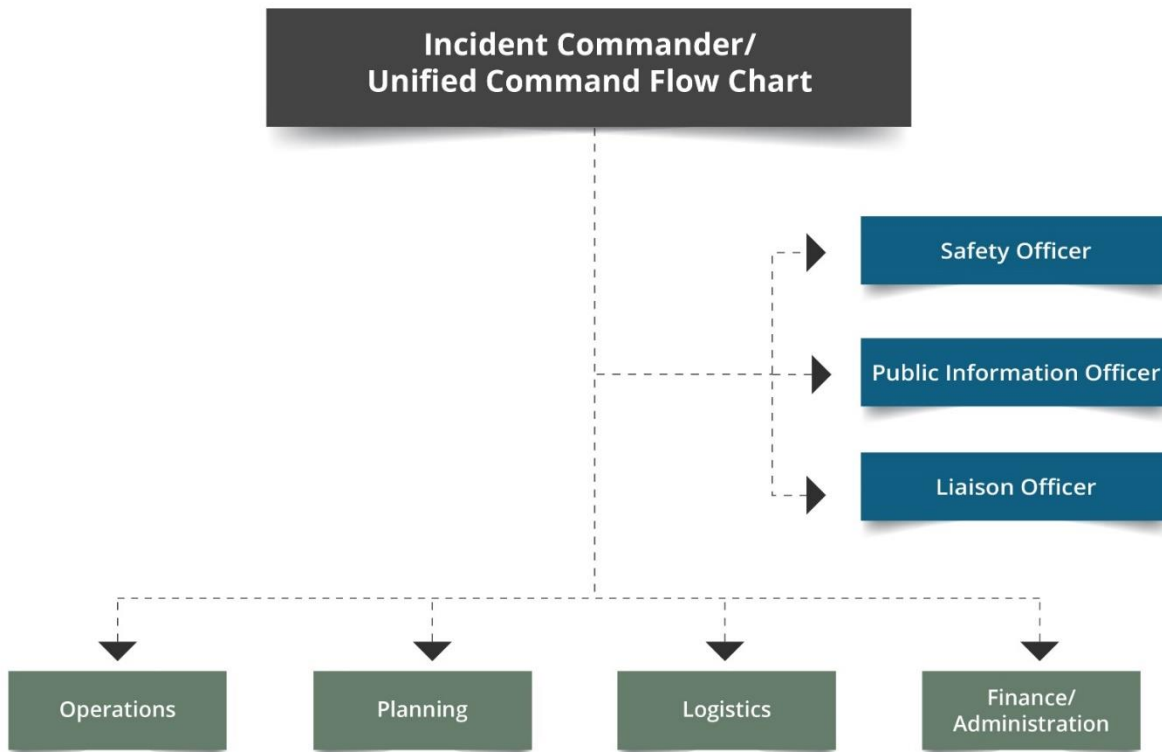 Incident Commander/
Unified Command Flow Chart
Safety Officer
Public Information Officer
Liaison Officer
Operations
Planning
Logistics
Finance/
Administration